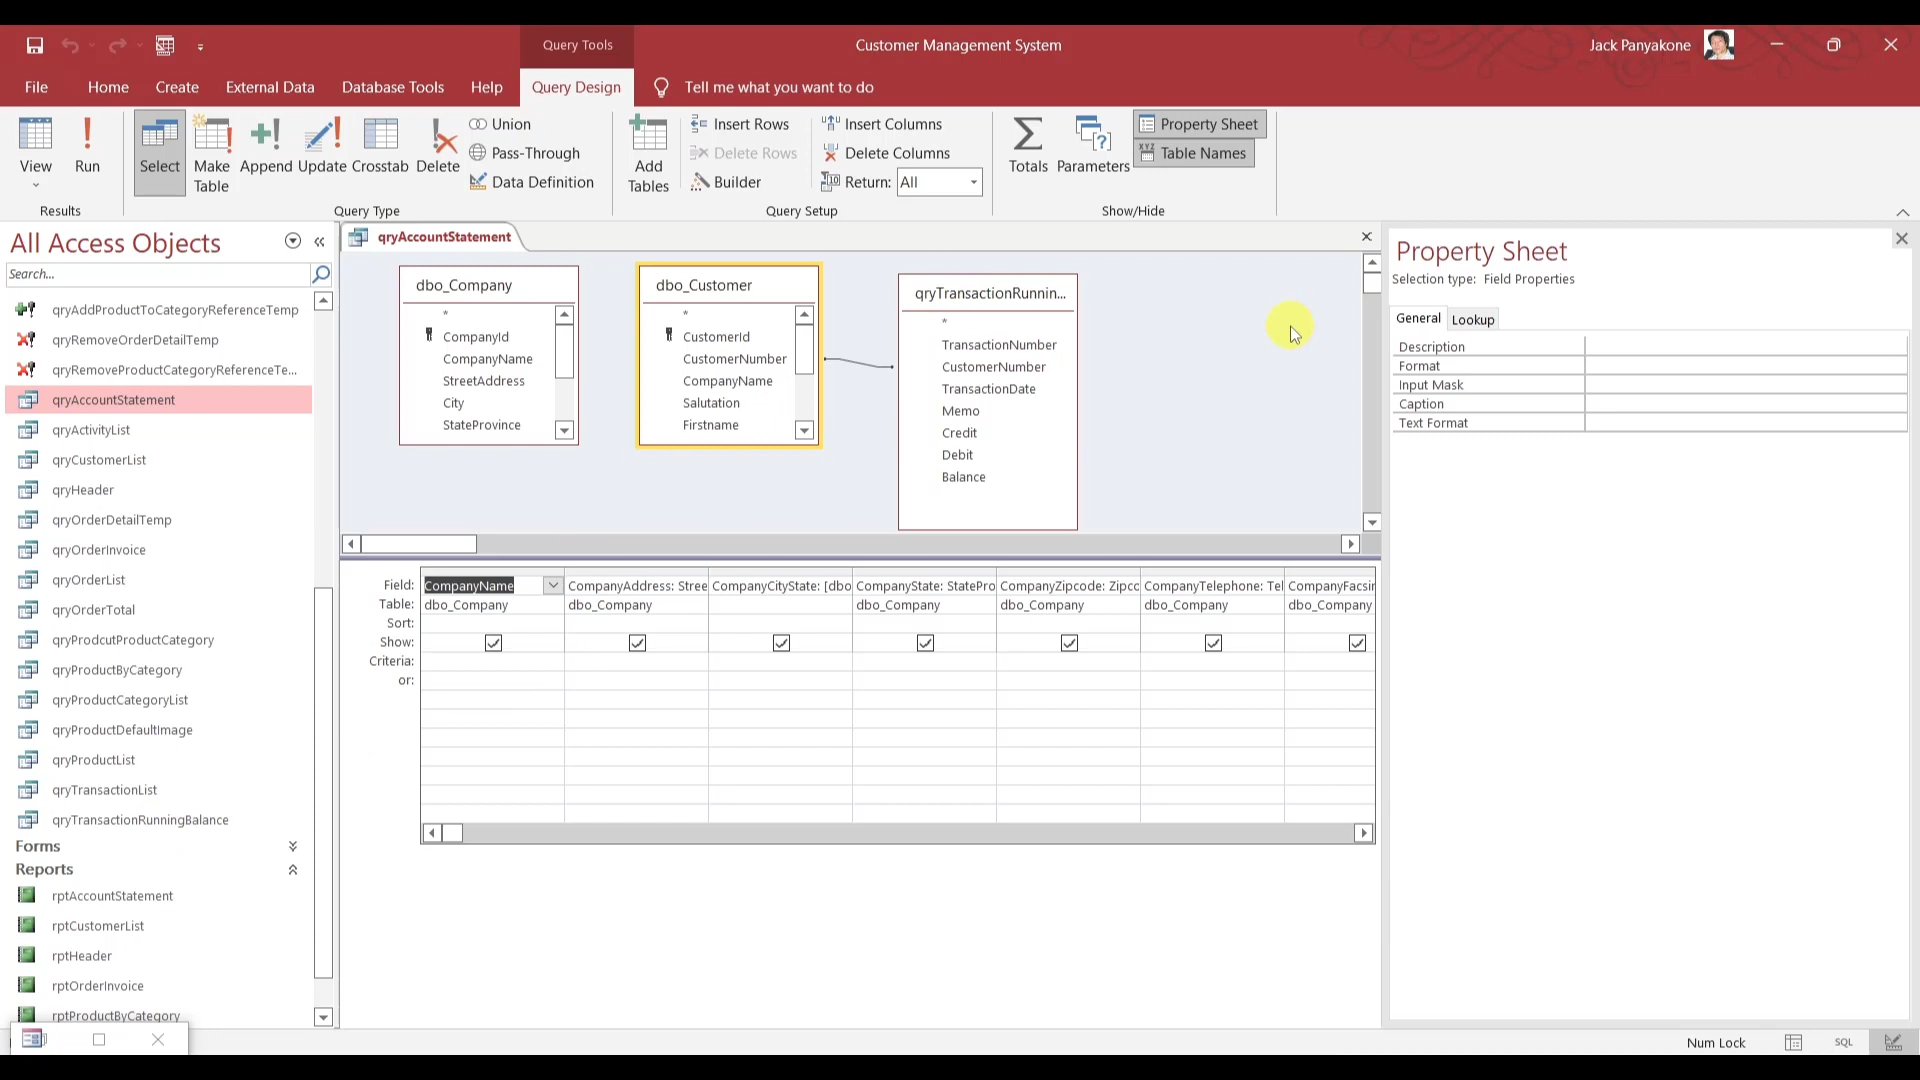 Query Tools
Customer Management System
Jack Panyakone
File Home Create External Data Database Tools Help Query Design Tell me what you want to do
View
Run
Select
Make Table
Append
Update
Crosstab
Delete
Union
Pass-Through
Data Definition
Add Tables
Insert Rows
Delete Rows
Builder
Insert Columns
Delete Columns
Return: All
Totals
Parameters
Property Sheet
Table Names
Results
Query Type
Query Setup
Show/Hide
All Access Objects
Search...
qryAddProductToCategoryReferenceTemp
qryRemoveOrderDetailTemp
qryRemoveProductCategoryReferenceTe...
qryAccountStatement
qryActivityList
qryCustomerList
qryHeader
qryOrderDetailTemp
qryOrderInvoice
qryOrderList
qryOrderTotal
qryProdcutProductCategory
qryProductByCategory
qryProductCategoryList
qryProductDefaultImage
qryProductList
qryTransactionList
qryTransactionRunningBalance
Forms
Reports
rptAccountStatement
rptCustomerList
rptHeader
rptOrderInvoice
rptProductByCategory
qryAccountStatement
dbo_Company
*
CompanyId
CompanyName
StreetAddress
City
StateProvince
dbo_Customer
*
CustomerId
CustomerNumber
CompanyName
Salutation
Firstname
qryTransactionRunnin...
*
TransactionNumber
CustomerNumber
TransactionDate
Memo
Credit
Debit
Balance
Field: CompanyName CompanyAddress: Stree CompanyCityState: [dbo CompanyState: StatePro CompanyZipcode: Zipcc CompanyTelephone: Tel CompanyFacsir
Table: dbo_Company dbo_Company dbo_Company dbo_Company dbo_Company dbo_Company
Sort:
Show:
Criteria:
or:
Property Sheet
Selection type: Field Properties
General Lookup
Description
Format
Input Mask
Caption
Text Format
Num Lock
SQL